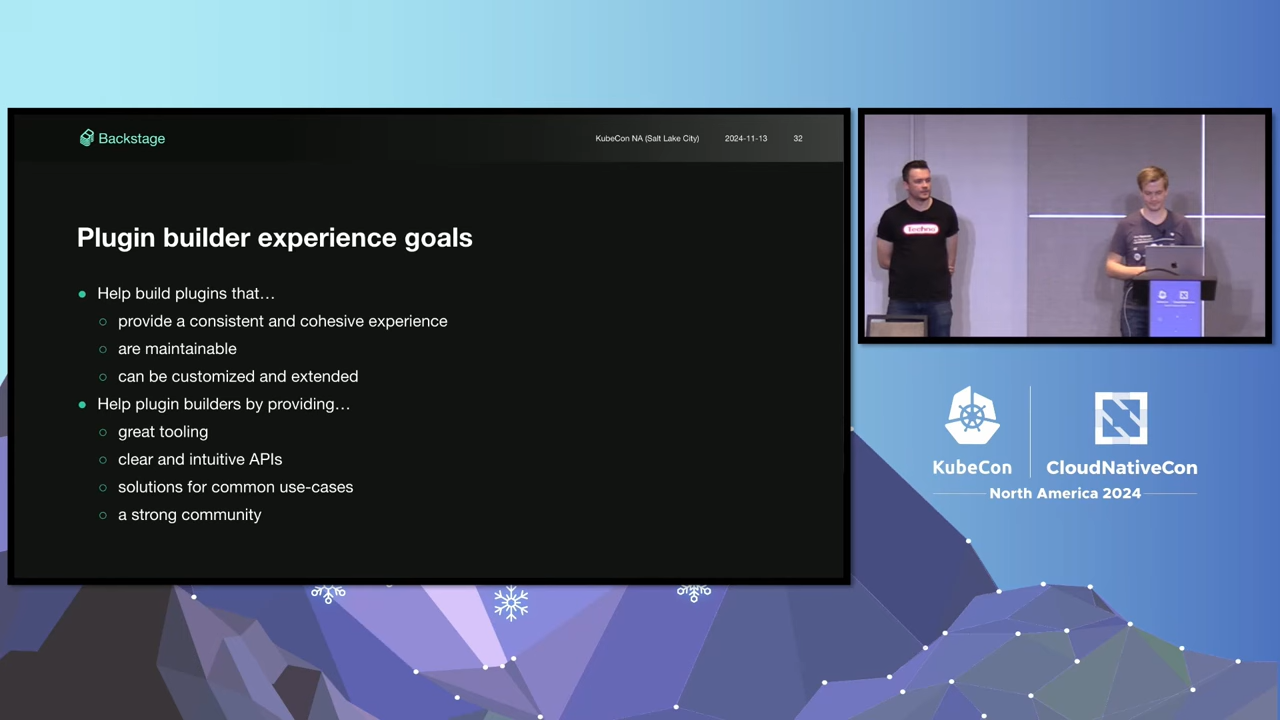 Backstage
KubeCon NA (Salt Lake City) 2024-11-13 32
Plugin builder experience goals
Help build plugins that…
provide a consistent and cohesive experience
are maintainable
can be customized and extended
Help plugin builders by providing…
great tooling
clear and intuitive APIs
solutions for common use-cases
a strong community
Techno
KubeCon
CloudNativeCon
North America 2024